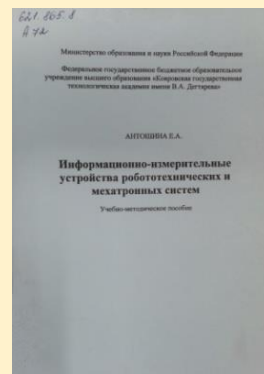 621.865.8
А 72
Министерство образования и науки Российской Федерации
Федеральное государственное бюджетное образовательное
учреждение высшего образования «Ковровская государственная
технологическая академия имени В.А. Дегтярева»
АНТОШИНА Е.А.
Информационно-измерительные
устройства робототехнических и
мехатронных систем
Учебно-методическое пособие